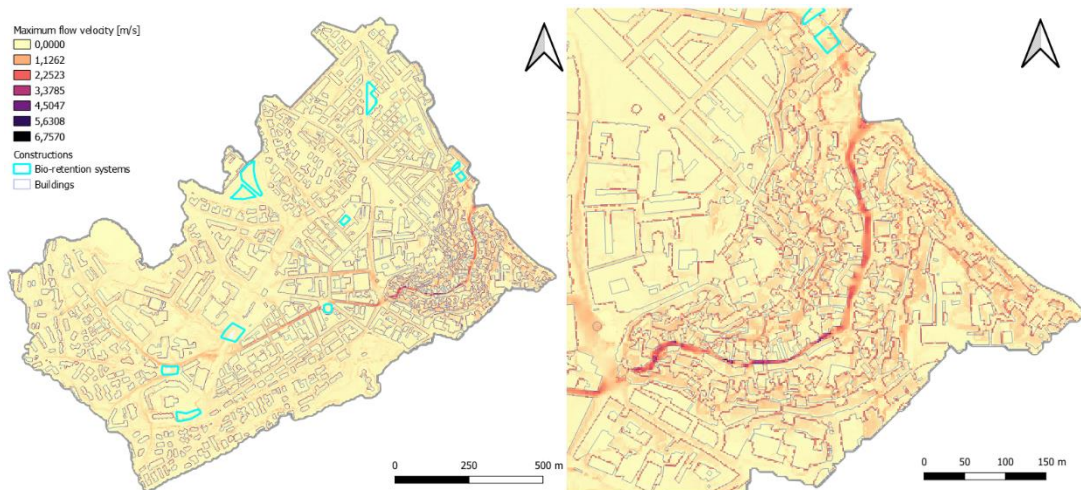 Maximum flow velocity [m/s]
0,0000
1,1262
2,2523
3,3785
4,5047
5,6308
6,7570
Constructions
Bio-retention systems
Buildings
0 250 500 m
0 50 100 150 m